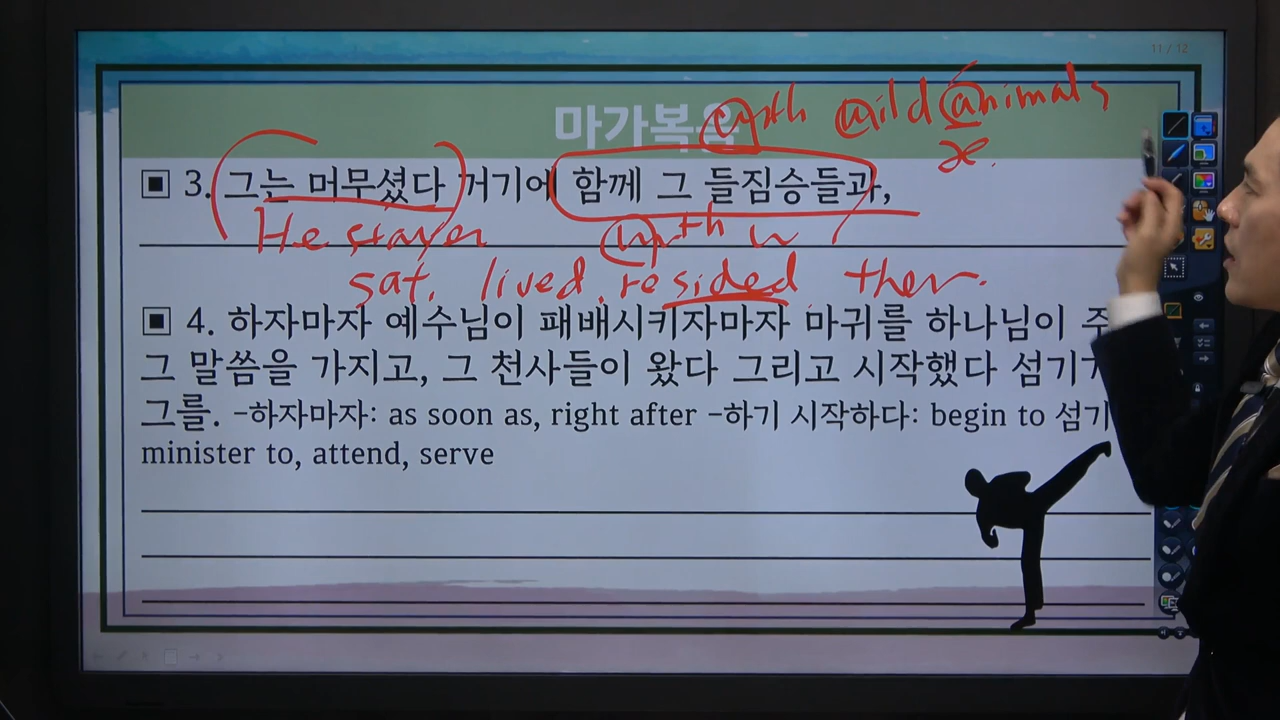 11 / 12
마가복음
with wild animals
æ.
▣ 3. 그는 머무셨다 거기에 함께 그 들짐승들과,
He stayed with w
sat, lived, resided there.
▣ 4. 하자마자 예수님이 패배시키자마자 마귀를 하나님이 주
그 말씀을 가지고, 그 천사들이 왔다 그리고 시작했다 섬기기
그를. -하자마자: as soon as, right after -하기 시작하다: begin to 섬기
minister to, attend, serve